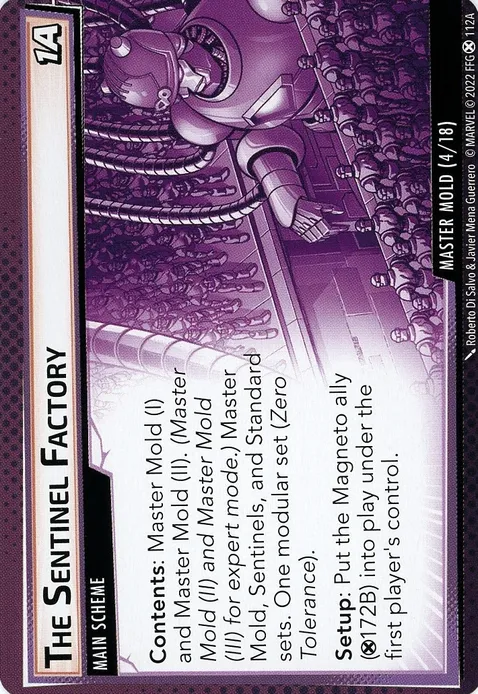 1A
THE SENTINEL FACTORY
MAIN SCHEME
Contents: Master Mold (I)
and Master Mold (II). (Master
Mold (II) and Master Mold
(III) for expert mode.) Master
Mold, Sentinels, and Standard
sets. One modular set (Zero
Tolerance).
Setup: Put the Magneto ally
(172B) into play under the
first player's control.
MASTER MOLD (4/18)
Roberto Di Salvo & Javier Mena Guerrero © MARVEL © 2022 FFG 112A